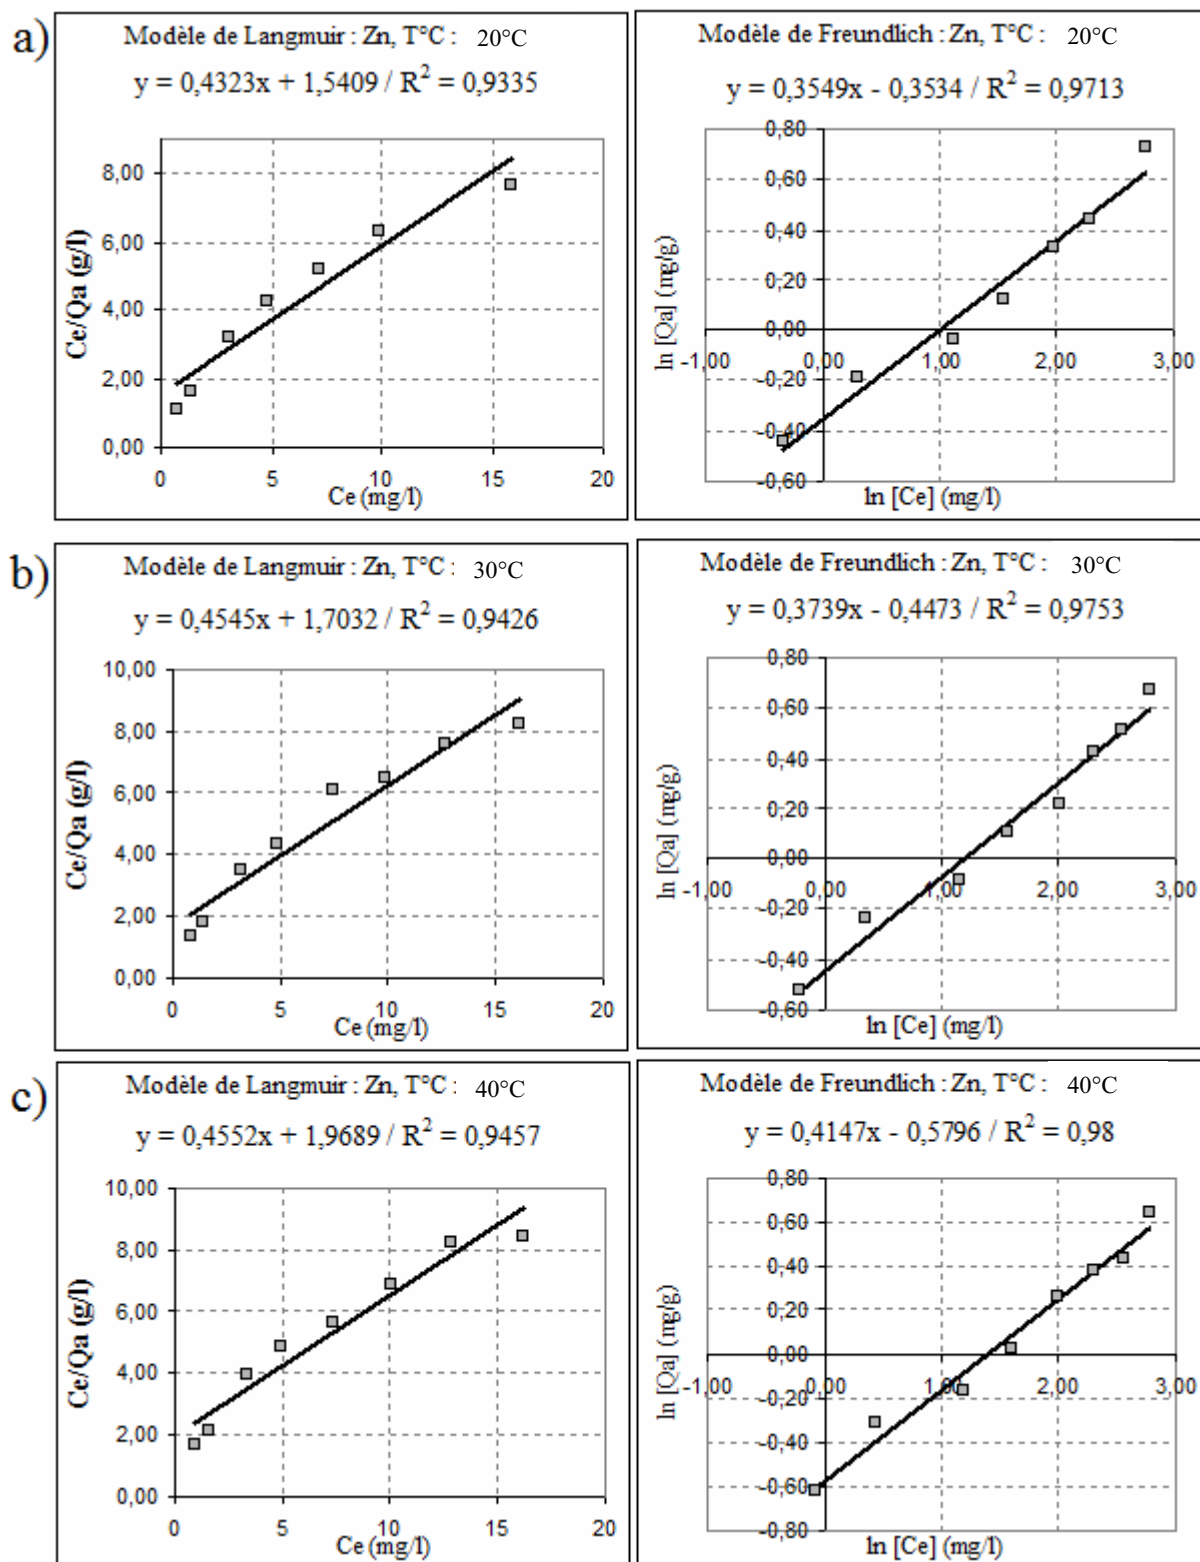 a)
Modèle de Langmuir : Zn, T°C : 20°C
y = 0,4323x + 1,5409 / R² = 0,9335
8,00
6,00
4,00
2,00
0,00
0 5 10 15 20
Ce (mg/l)
Ce/Qa (g/l)
Modèle de Freundlich : Zn, T°C : 20°C
y = 0,3549x - 0,3534 / R² = 0,9713
0,80
0,60
0,40
0,20
0,00
-1,00 0,00 1,00 2,00 3,00
-0,20
-0,40
-0,60
ln [Ce] (mg/l)
ln [Qa] (mg/g)
b)
Modèle de Langmuir : Zn, T°C : 30°C
y = 0,4545x + 1,7032 / R² = 0,9426
10,00
8,00
6,00
4,00
2,00
0,00
0 5 10 15 20
Ce (mg/l)
Ce/Qa (g/l)
Modèle de Freundlich : Zn, T°C : 30°C
y = 0,3739x - 0,4473 / R² = 0,9753
0,80
0,60
0,40
0,20
0,00
-1,00 0,00 1,00 2,00 3,00
-0,20
-0,40
-0,60
ln [Ce] (mg/l)
ln [Qa] (mg/g)
c)
Modèle de Langmuir : Zn, T°C : 40°C
y = 0,4552x + 1,9689 / R² = 0,9457
10,00
8,00
6,00
4,00
2,00
0,00
0 5 10 15 20
Ce (mg/l)
Ce/Qa (g/l)
Modèle de Freundlich : Zn, T°C : 40°C
y = 0,4147x - 0,5796 / R² = 0,98
0,80
0,60
0,40
0,20
0,00
-1,00 0,00 1,00 2,00 3,00
-0,20
-0,40
-0,60
-0,80
ln [Ce] (mg/l)
ln [Qa] (mg/g)